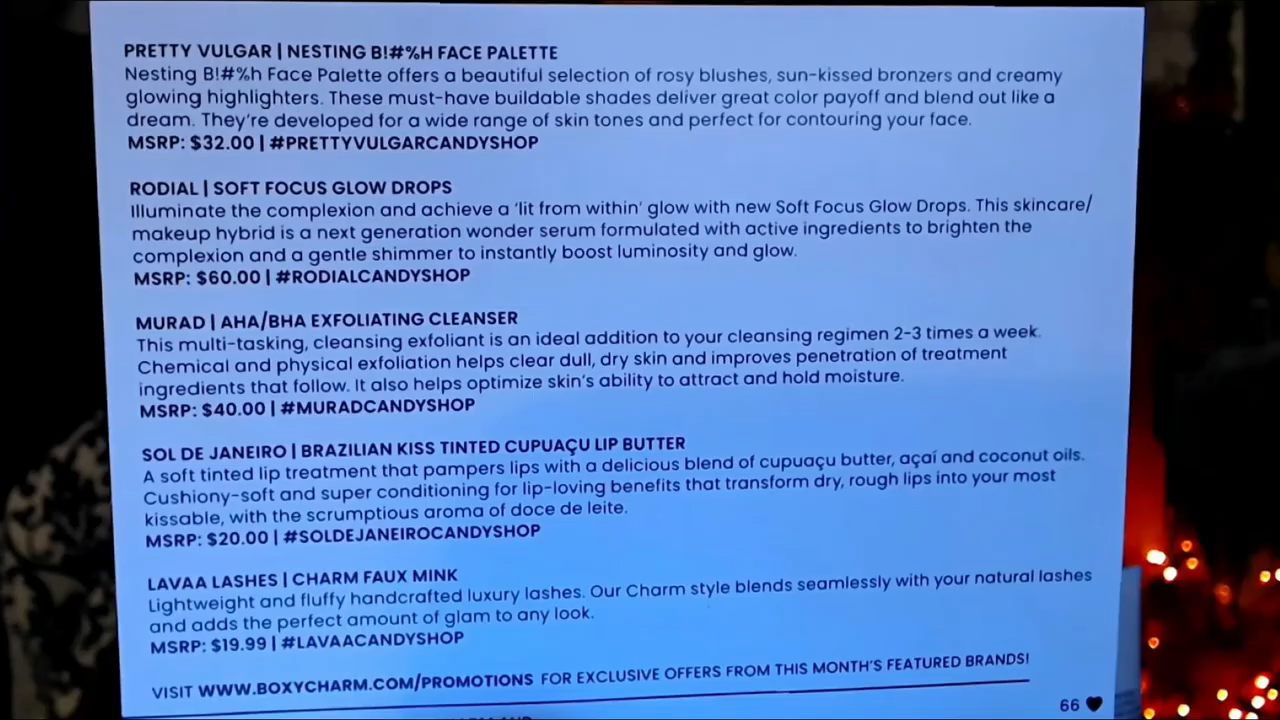 PRETTY VULGAR | NESTING B!#%H FACE PALETTE
Nesting B!#%h Face Palette offers a beautiful selection of rosy blushes, sun-kissed bronzers and creamy
glowing highlighters. These must-have buildable shades deliver great color payoff and blend out like a
dream. They're developed for a wide range of skin tones and perfect for contouring your face.
MSRP: $32.00 | #PRETTYVULGARCANDYSHOP
RODIAL | SOFT FOCUS GLOW DROPS
Illuminate the complexion and achieve a 'lit from within' glow with new Soft Focus Glow Drops. This skincare/
makeup hybrid is a next generation wonder serum formulated with active ingredients to brighten the
complexion and a gentle shimmer to instantly boost luminosity and glow.
MSRP: $60.00 | #RODIALCANDYSHOP
MURAD | AHA/BHA EXFOLIATING CLEANSER
This multi-tasking, cleansing exfoliant is an ideal addition to your cleansing regimen 2-3 times a week.
Chemical and physical exfoliation helps clear dull, dry skin and improves penetration of treatment
ingredients that follow. It also helps optimize skin's ability to attract and hold moisture.
MSRP: $40.00 | #MURADCANDYSHOP
SOL DE JANEIRO | BRAZILIAN KISS TINTED CUPUAÇU LIP BUTTER
A soft tinted lip treatment that pampers lips with a delicious blend of cupuaçu butter, açaí and coconut oils.
Cushiony-soft and super conditioning for lip-loving benefits that transform dry, rough lips into your most
kissable, with the scrumptious aroma of doce de leite.
MSRP: $20.00 | #SOLDEJANEIROCANDYSHOP
LAVAA LASHES | CHARM FAUX MINK
Lightweight and fluffy handcrafted luxury lashes. Our Charm style blends seamlessly with your natural lashes
and adds the perfect amount of glam to any look.
MSRP: $19.99 | #LAVAACANDYSHOP
VISIT WWW.BOXYCHARM.COM/PROMOTIONS FOR EXCLUSIVE OFFERS FROM THIS MONTH'S FEATURED BRANDS!
66